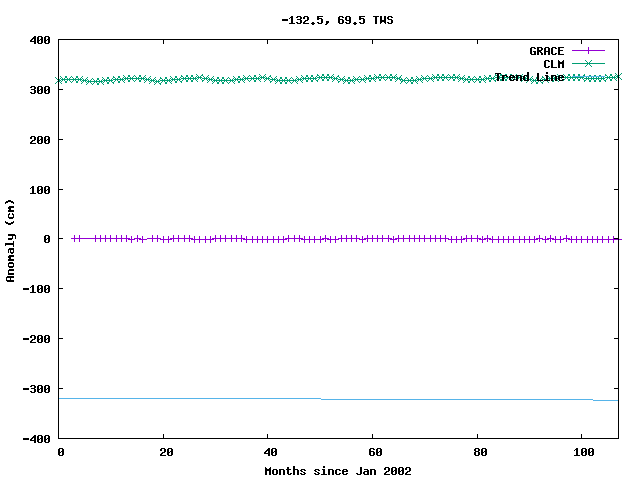 -132.5, 69.5 TWS
400
300
200
100
0
-100
-200
-300
-400
Anomaly (cm)
GRACE
CLM
Trend Line
0 20 40 60 80 100
Months since Jan 2002